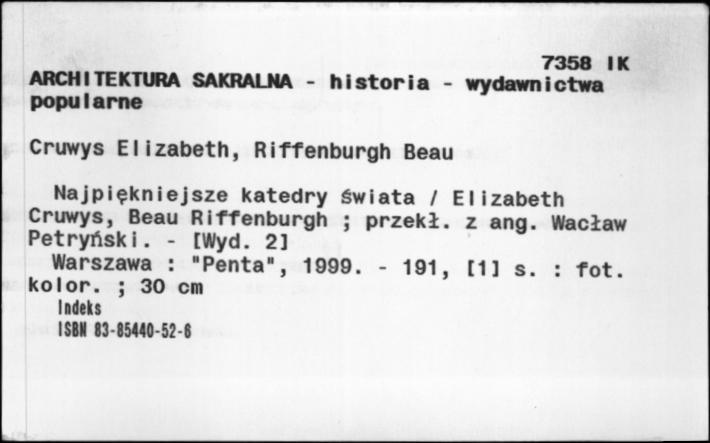 7358 IK
ARCHITEKTURA SAKRALNA - historia - wydawnictwa
popularne
Cruwys Elizabeth, Riffenburgh Beau
Najpiękniejsze katedry świata / Elizabeth
Cruwys, Beau Riffenburgh ; przekł. z ang. Wacław
Petryński. - [Wyd. 2]
Warszawa : "Penta", 1999. - 191, [1] s. : fot.
kolor. ; 30 cm
Indeks
ISBN 83-85440-52-6